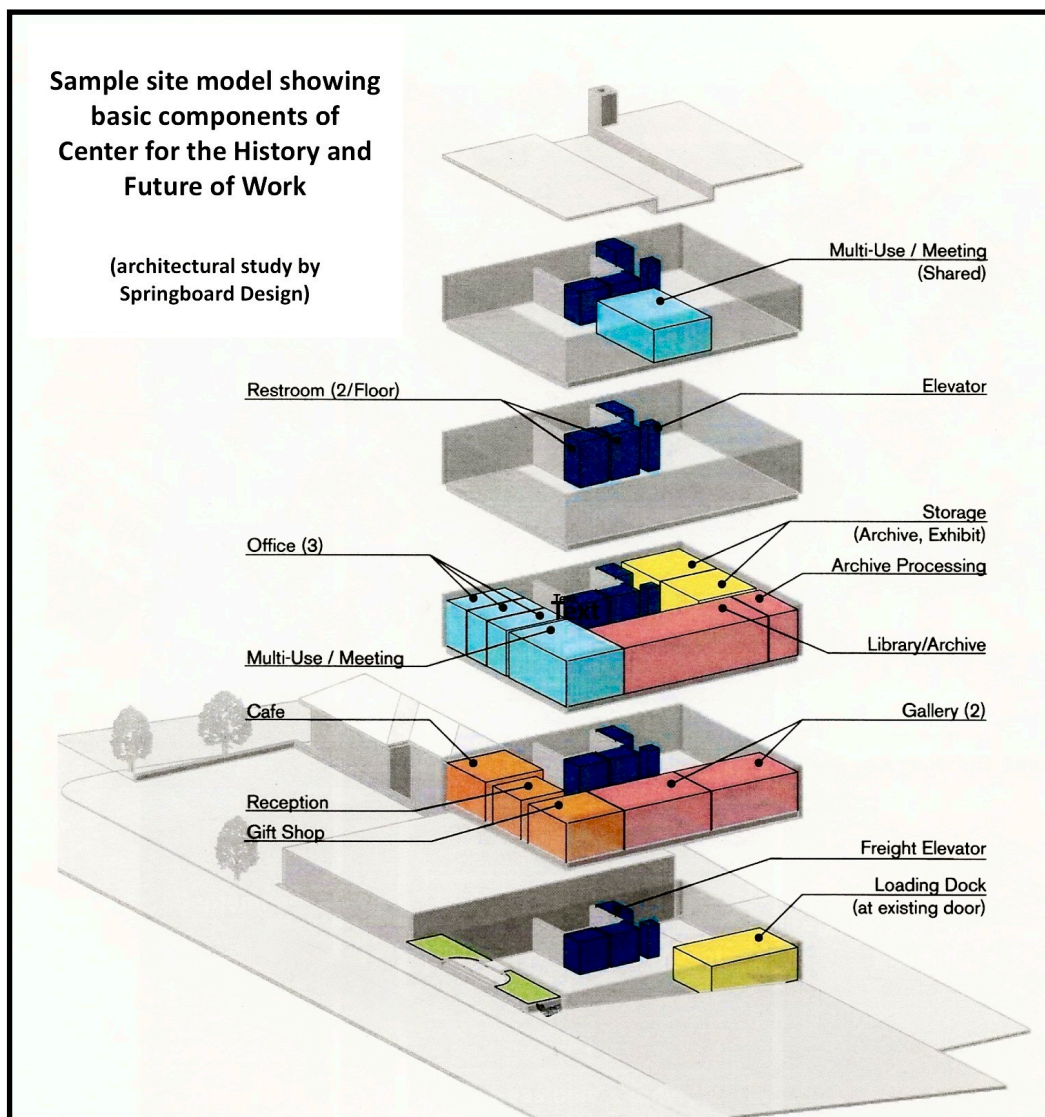 Sample site model showing
basic components of
Center for the History and
Future of Work
(architectural study by
Springboard Design)
Multi-Use / Meeting
(Shared)
Restroom (2/Floor)
Elevator
Storage
(Archive, Exhibit)
Office (3)
Archive Processing
Text
Library/Archive
Multi-Use / Meeting
Cafe
Gallery (2)
Reception
Gift Shop
Freight Elevator
Loading Dock
(at existing door)